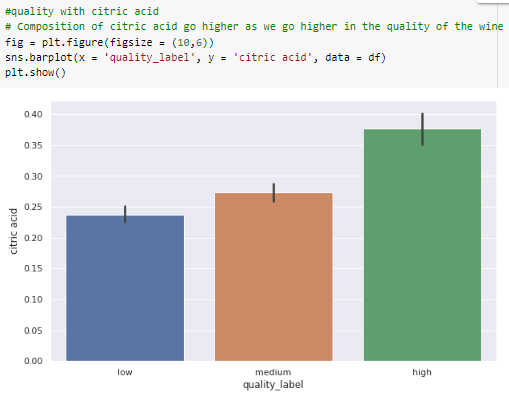 #quality with citric acid
# Composition of citric acid go higher as we go higher in the quality of the wine
fig = plt.figure(figsize = (10,6))
sns.barplot(x = 'quality_label', y = 'citric acid', data = df)
plt.show()
0.40
0.35
0.30
0.25
0.20
0.15
0.10
0.05
0.00
citric acid
low medium high
quality_label